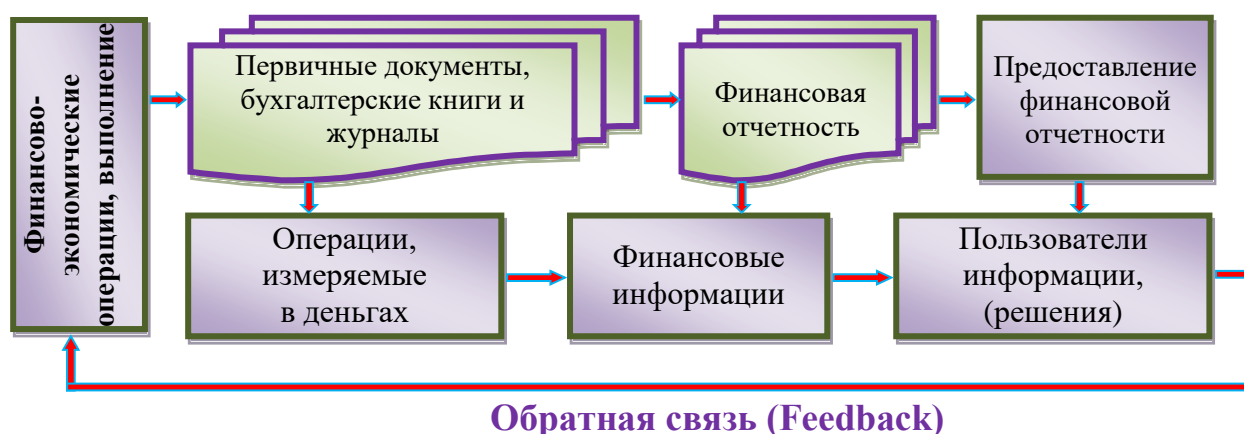 Финансово-
экономические
операции, выполнение
Первичные документы,
бухгалтерские книги и
журналы
Финансовая
отчетность
Предоставление
финансовой
отчетности
Операции,
измеряемые
в деньгах
Финансовые
информации
Пользователи
информации,
(решения)
Обратная связь (Feedback)